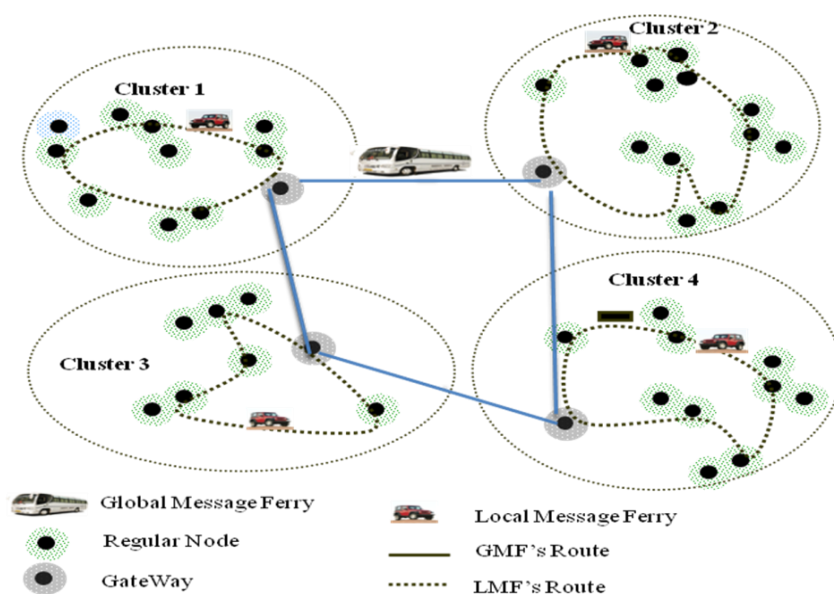 Cluster 2
Cluster 1
Cluster 4
Cluster 3
Global Message Ferry
Local Message Ferry
Regular Node
GMF's Route
GateWay
LMF's Route